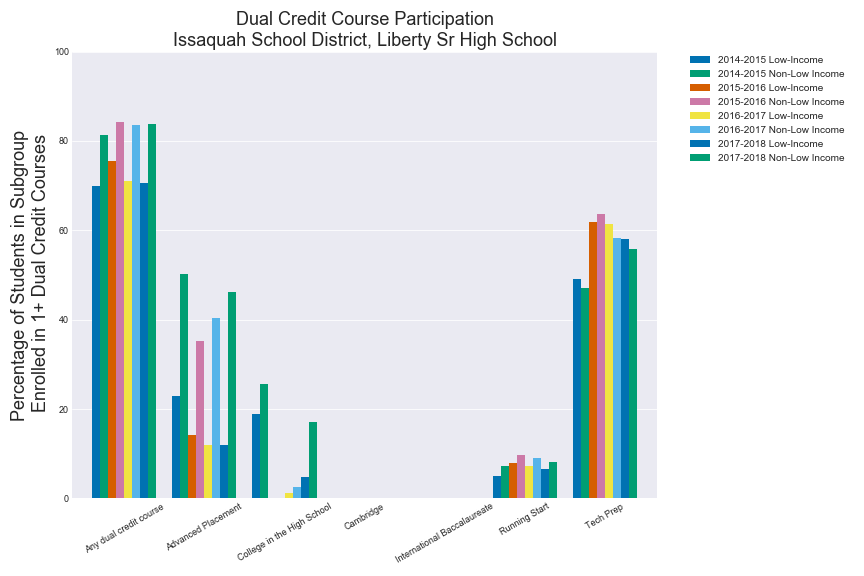 Dual Credit Course Participation
Issaquah School District, Liberty Sr High School
Percentage of Students in Subgroup
Enrolled in 1+ Dual Credit Courses
100
80
60
40
20
0
Any dual credit course
Advanced Placement
College in the High School
Cambridge
International Baccalaureate
Running Start
Tech Prep
2014-2015 Low-Income
2014-2015 Non-Low Income
2015-2016 Low-Income
2015-2016 Non-Low Income
2016-2017 Low-Income
2016-2017 Non-Low Income
2017-2018 Low-Income
2017-2018 Non-Low Income